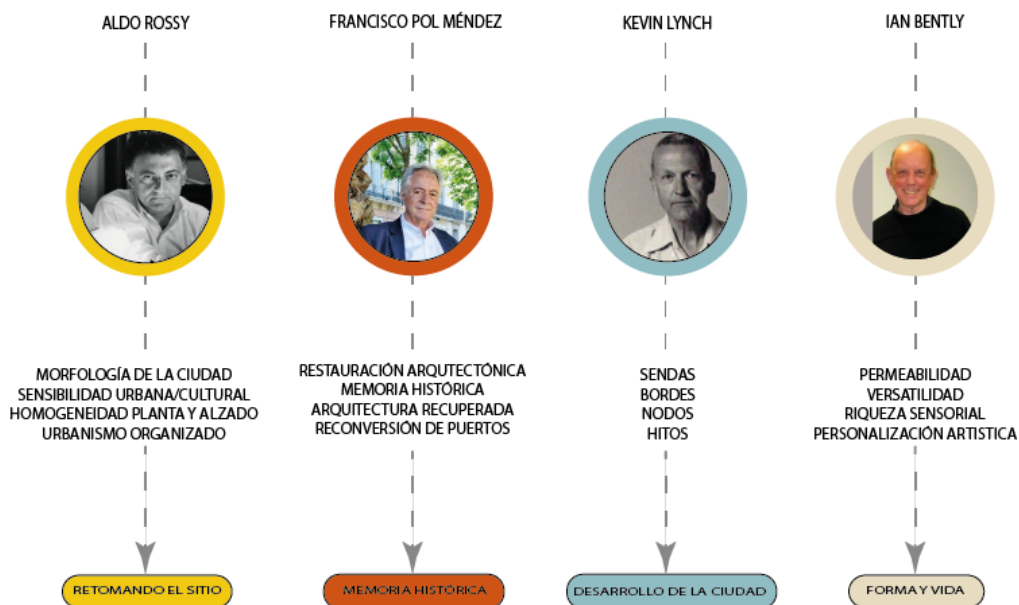 ALDO ROSSY
MORFOLOGÍA DE LA CIUDAD
SENSIBILIDAD URBANA/CULTURAL
HOMOGENEIDAD PLANTA Y ALZADO
URBANISMO ORGANIZADO
RETOMANDO EL SITIO
FRANCISCO POL MÉNDEZ
RESTAURACIÓN ARQUTECTÓNICA
MEMORIA HISTÓRICA
ARQUITECTURA RECUPERADA
RECONVERSIÓN DE PUERTOS
MEMORIA HISTÓRICA
KEVIN LYNCH
SENDAS
BORDES
NODOS
HITOS
DESARROLLO DE LA CIUDAD
IAN BENTLY
PERMEABILIDAD
VERSATILIDAD
RIQUEZA SENSORIAL
PERSONALIZACIÓN ARTISTICA
FORMA Y VIDA